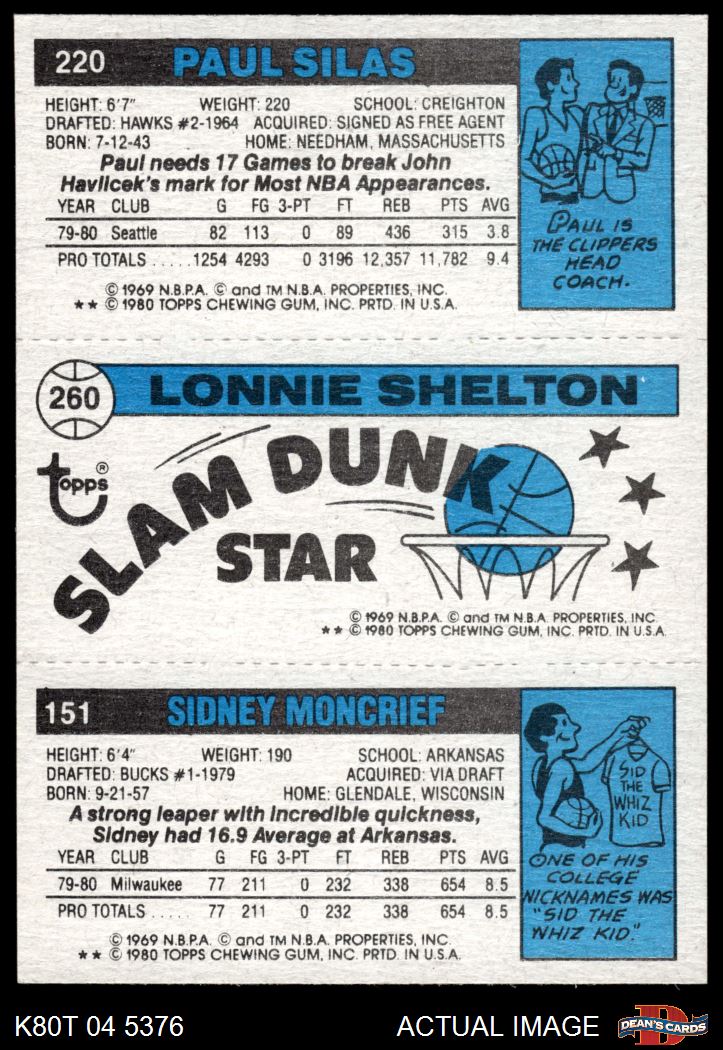 220 PAUL SILAS
HEIGHT: 6'7" WEIGHT: 220 SCHOOL: CREIGHTON
DRAFTED: HAWKS #2-1964 ACQUIRED: SIGNED AS FREE AGENT
BORN: 7-12-43 HOME: NEEDHAM, MASSACHUSETTS
Paul needs 17 Games to break John
Havlicek's mark for Most NBA Appearances.
YEAR CLUB G FG 3-PT FT REB PTS AVG
79-80 Seattle 82 113 0 89 436 315 3.8
PRO TOTALS ..... 1254 4293 0 3196 12,357 11,782 9.4
© 1969 N.B.P.A. © and TM N.B.A. PROPERTIES, INC.
★★ © 1980 TOPPS CHEWING GUM, INC. PRTD. IN U.S.A.
PAUL IS
THE CLIPPERS
HEAD
COACH.
260 LONNIE SHELTON
Topps ®
SLAM DUNK
STAR
© 1969 N.B.P.A. © and TM N.B.A. PROPERTIES, INC.
★★ © 1980 TOPPS CHEWING GUM, INC. PRTD. IN U.S.A.
151 SIDNEY MONCRIEF
HEIGHT: 6'4" WEIGHT: 190 SCHOOL: ARKANSAS
DRAFTED: BUCKS #1-1979 ACQUIRED: VIA DRAFT
BORN: 9-21-57 HOME: GLENDALE, WISCONSIN
A strong leaper with incredible quickness,
Sidney had 16.9 Average at Arkansas.
YEAR CLUB G FG 3-PT FT REB PTS AVG
79-80 Milwaukee 77 211 0 232 338 654 8.5
PRO TOTALS ..... 77 211 0 232 338 654 8.5
© 1969 N.B.P.A. © and TM N.B.A. PROPERTIES, INC.
★★ © 1980 TOPPS CHEWING GUM, INC. PRTD. IN U.S.A.
SID
THE
WHIZ
KID
ONE OF HIS
COLLEGE
NICKNAMES WAS
"SID THE
WHIZ KID."
K80T 04 5376 ACTUAL IMAGE
D
DEAN'S CARDS